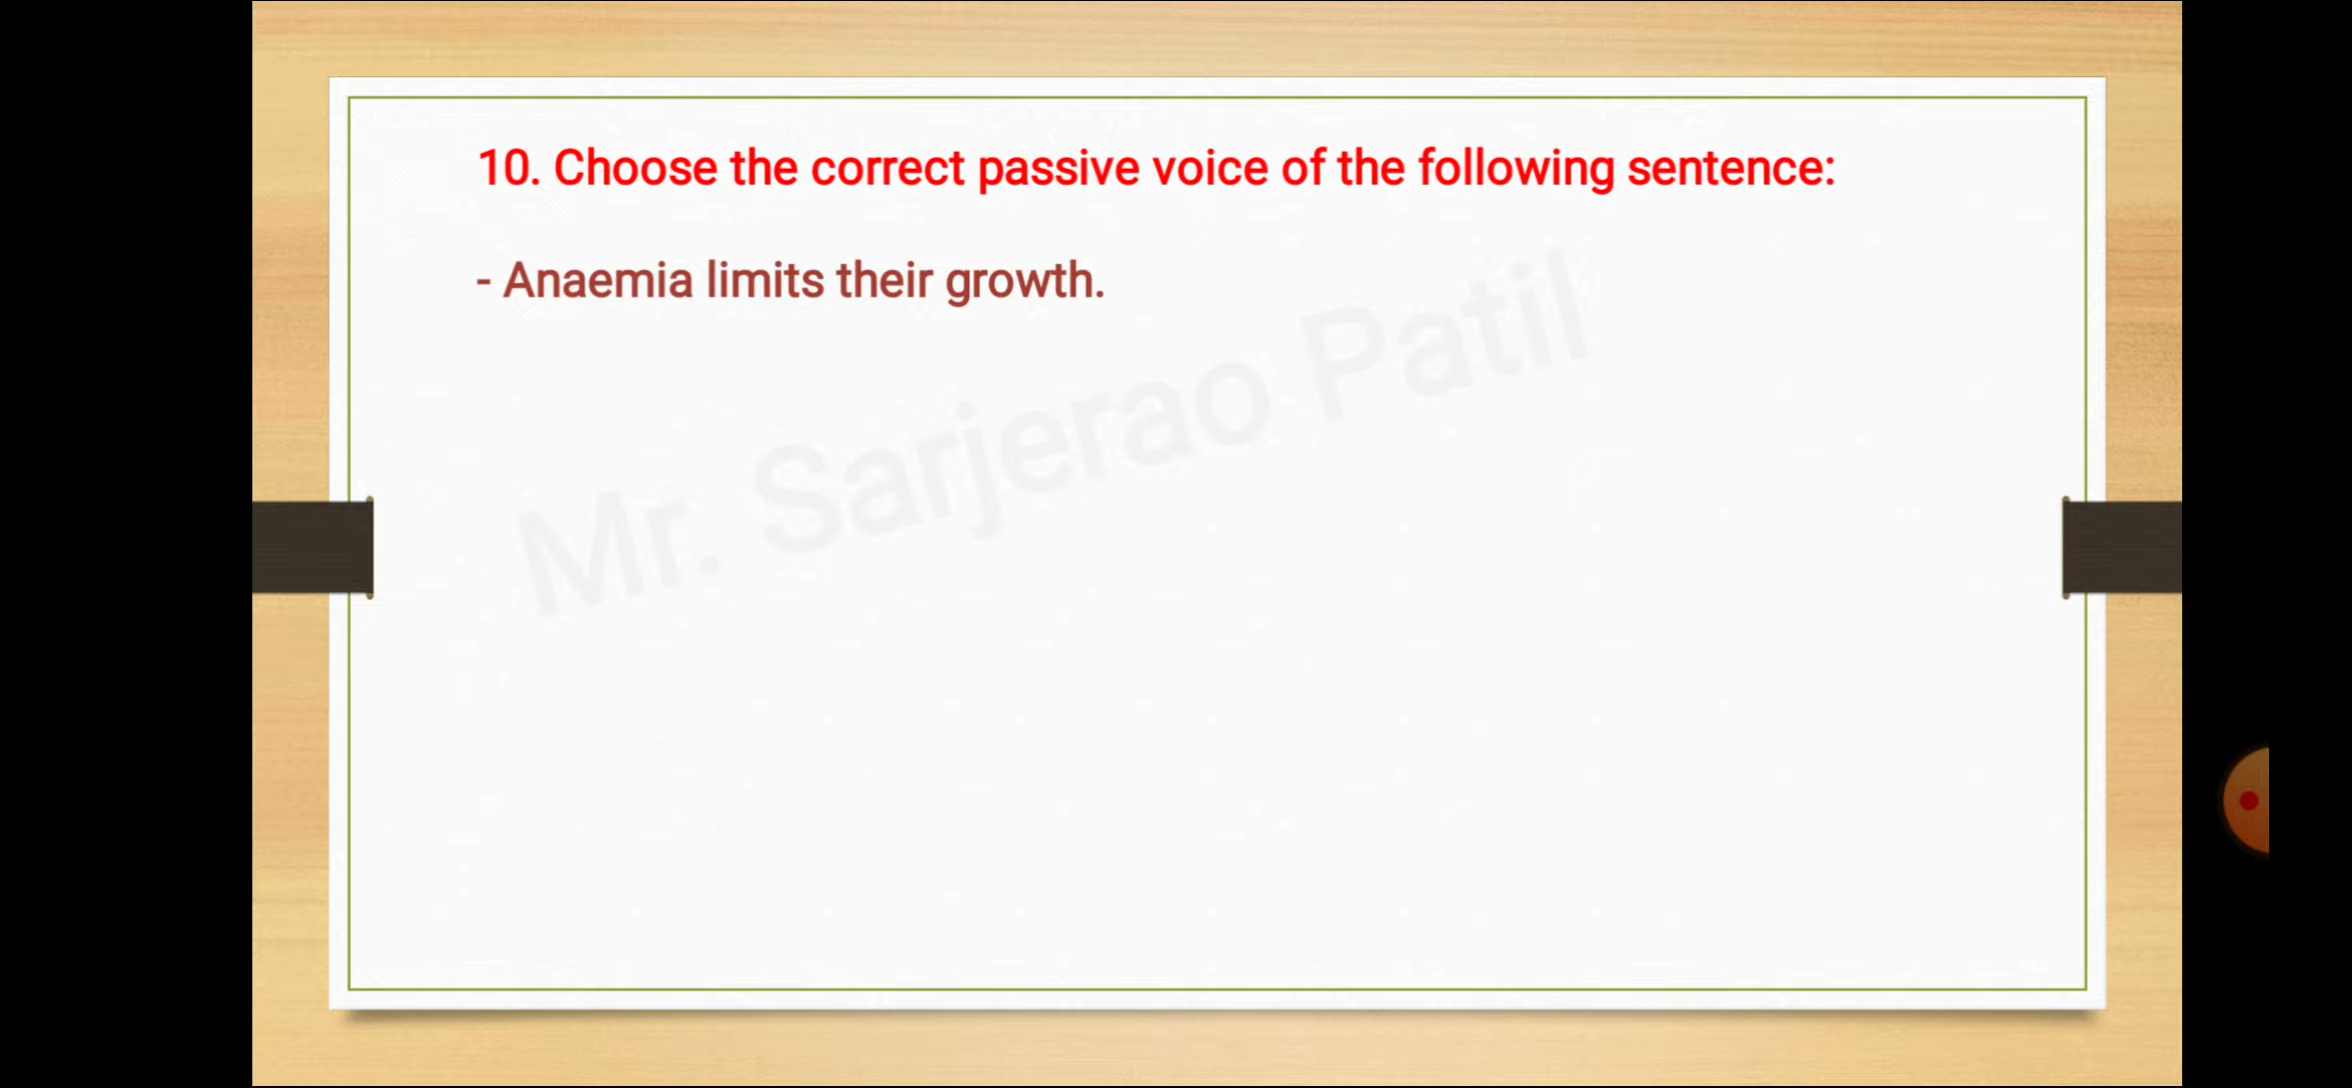 10. Choose the correct passive voice of the following sentence:
- Anaemia limits their growth.
Mr. Sarjerao Patil